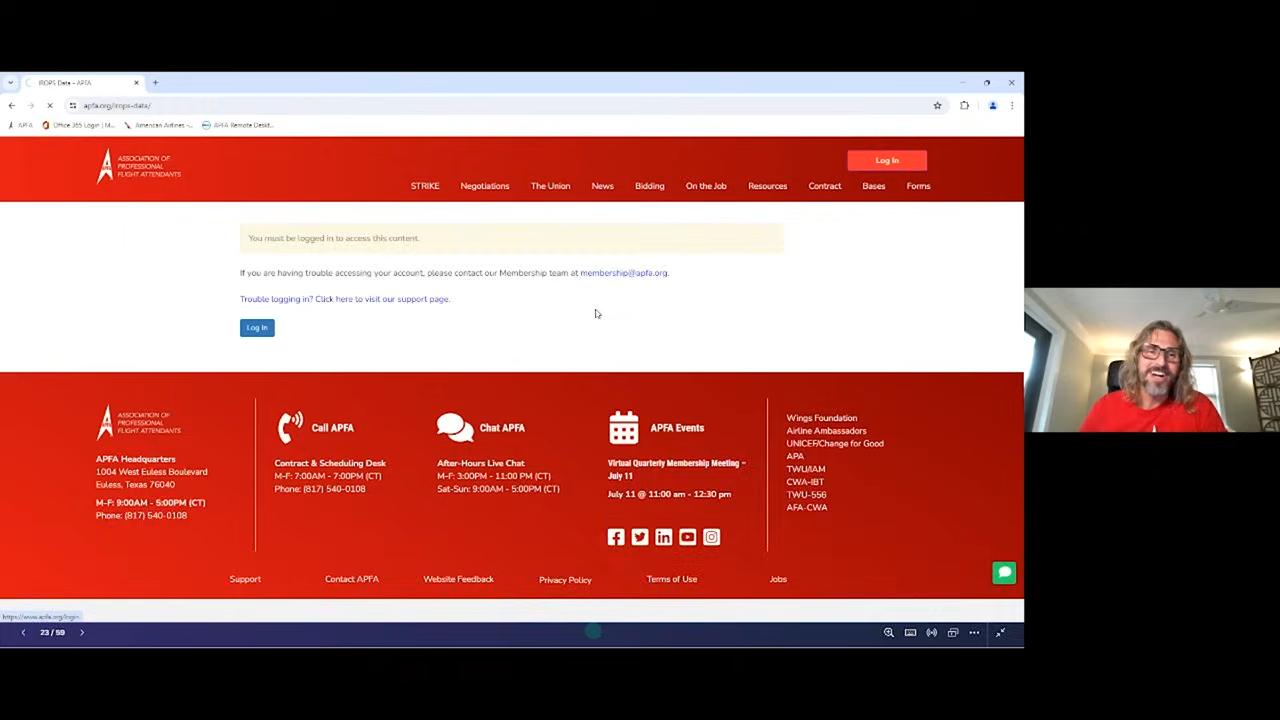 IROPS Data - APFA
apfa.org/irops-data/
APFA
Office 365 Login | M...
American Airlines -...
APFA Remote Deskt...
ASSOCIATION OF
PROFESSIONAL
FLIGHT ATTENDANTS
Log In
STRIKE
Negotiations
The Union
News
Bidding
On the Job
Resources
Contract
Bases
Forms
You must be logged in to access this content.
If you are having trouble accessing your account, please contact our Membership team at membership@apfa.org.
Trouble logging in? Click here to visit our support page.
Log In
ASSOCIATION OF
PROFESSIONAL
FLIGHT ATTENDANTS
APFA Headquarters
1004 West Euless Boulevard
Euless, Texas 76040
M-F: 9:00AM - 5:00PM (CT)
Phone: (817) 540-0108
Call APFA
Contract & Scheduling Desk
M-F: 7:00AM - 7:00PM (CT)
Phone: (817) 540-0108
Chat APFA
After-Hours Live Chat
M-F: 3:00PM - 11:00 PM (CT)
Sat-Sun: 9:00AM - 5:00PM (CT)
APFA Events
Virtual Quarterly Membership Meeting –
July 11
July 11 @ 11:00 am - 12:30 pm
Wings Foundation
Airline Ambassadors
UNICEF/Change for Good
APA
TWU/IAM
CWA-IBT
TWU-556
AFA-CWA
Support
Contact APFA
Website Feedback
Privacy Policy
Terms of Use
Jobs
https://www.apfa.org/login
23 / 59